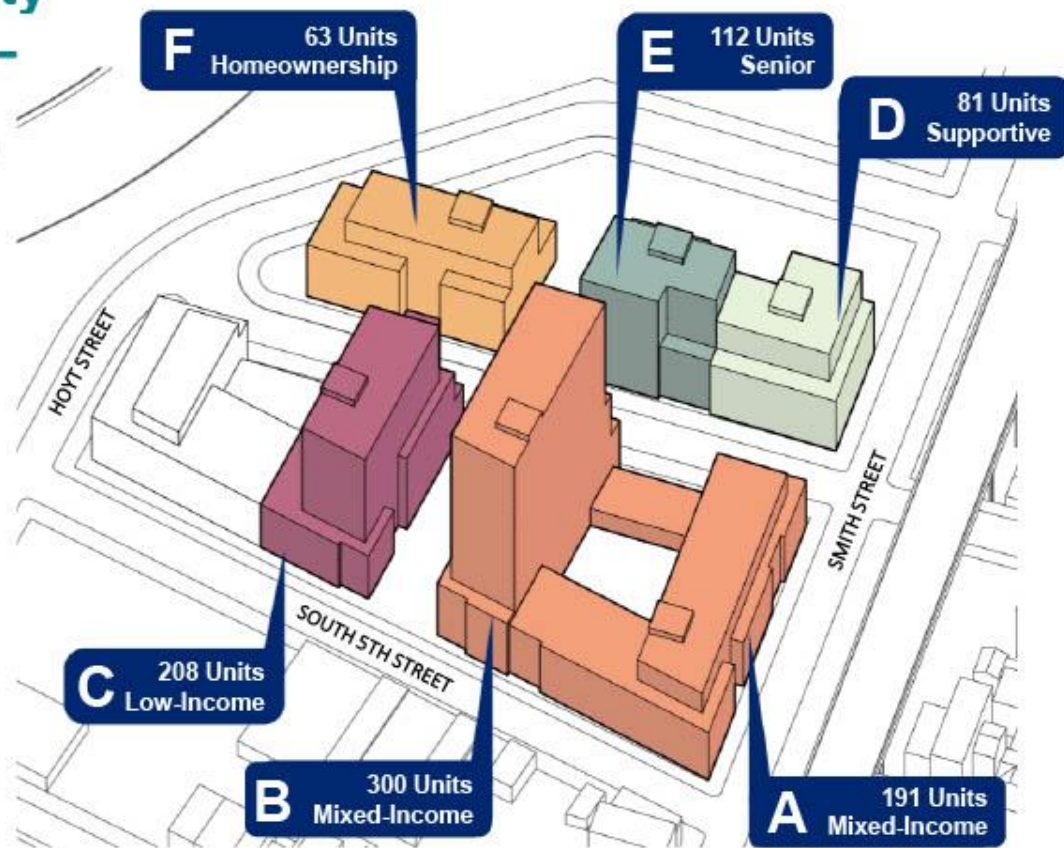 F
63 Units
Homeownership
E
112 Units
Senior
D
81 Units
Supportive
HOYT STREET
SMITH STREET
SOUTH 5TH STREET
C
208 Units
Low-Income
B
300 Units
Mixed-Income
A
191 Units
Mixed-Income